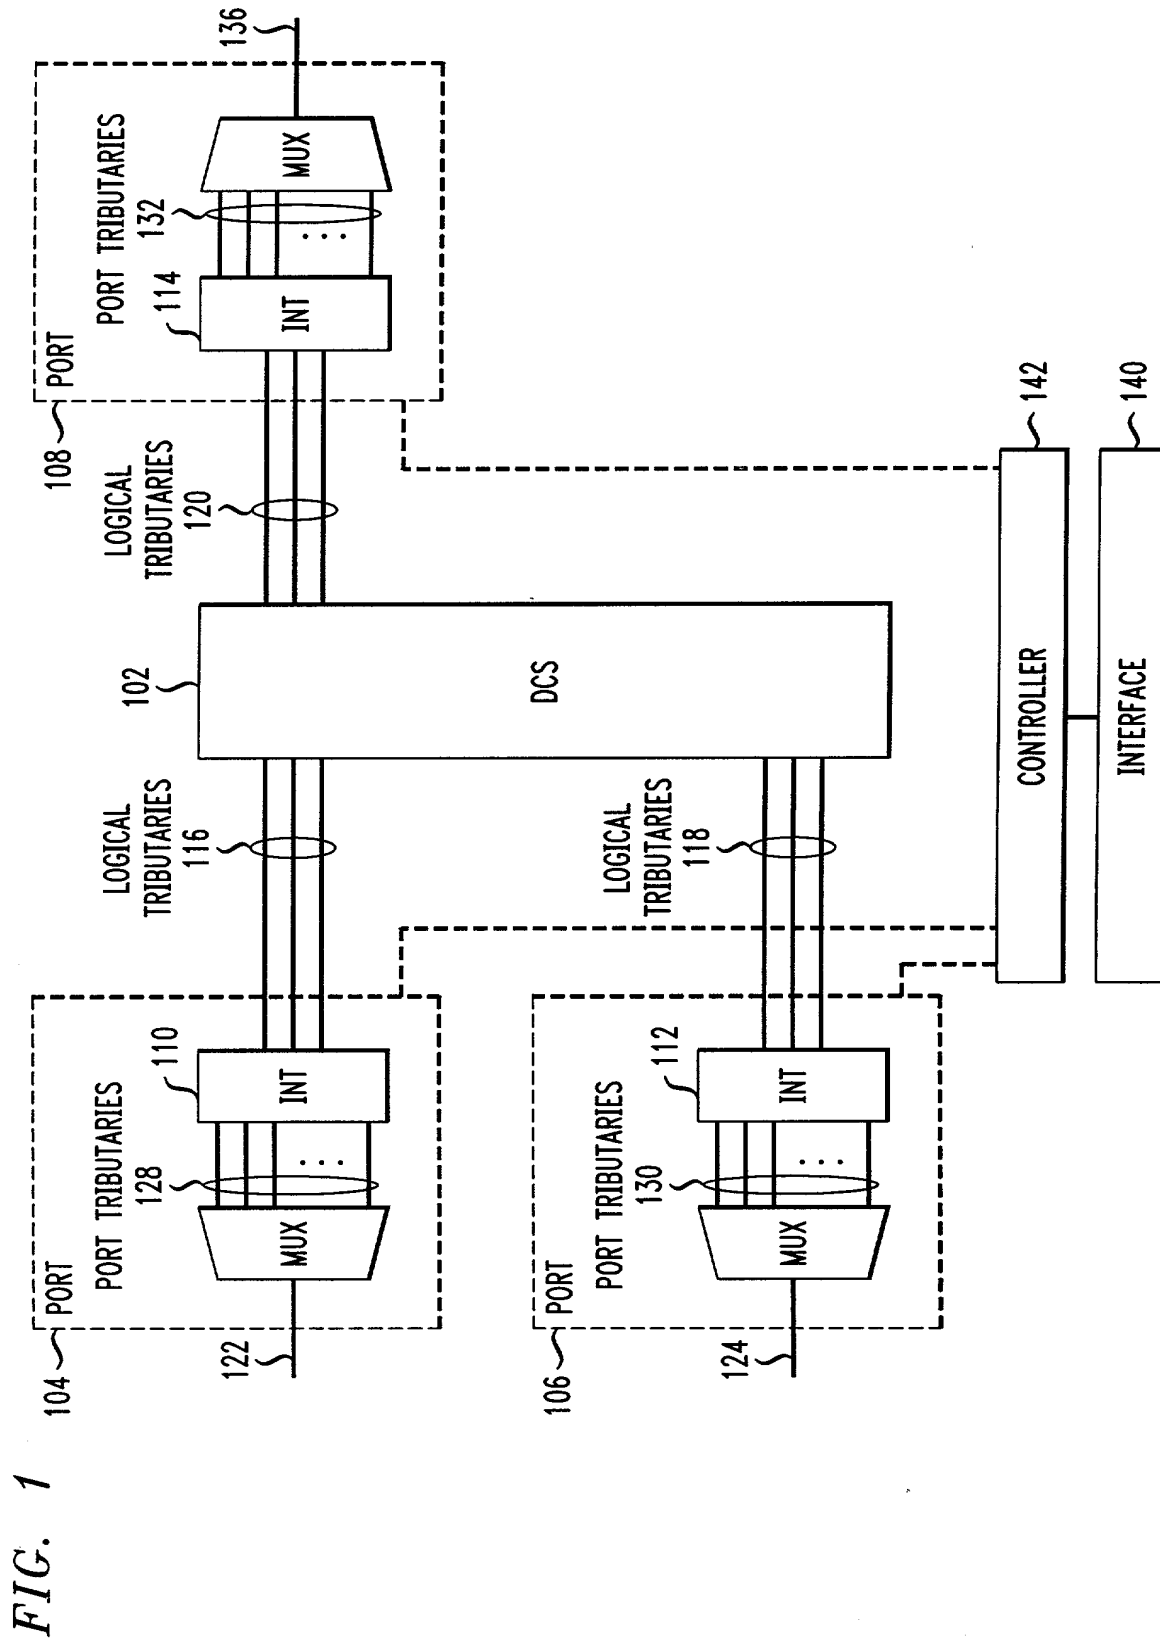 FIG. 1
104
PORT
PORT TRIBUTARIES
128
110
122
MUX
. . .
INT
LOGICAL
TRIBUTARIES
116
102
DCS
LOGICAL
TRIBUTARIES
120
108
PORT
PORT TRIBUTARIES
114
132
INT
. . .
MUX
136
106
PORT
PORT TRIBUTARIES
130
112
124
MUX
. . .
INT
LOGICAL
TRIBUTARIES
118
CONTROLLER
142
INTERFACE
140